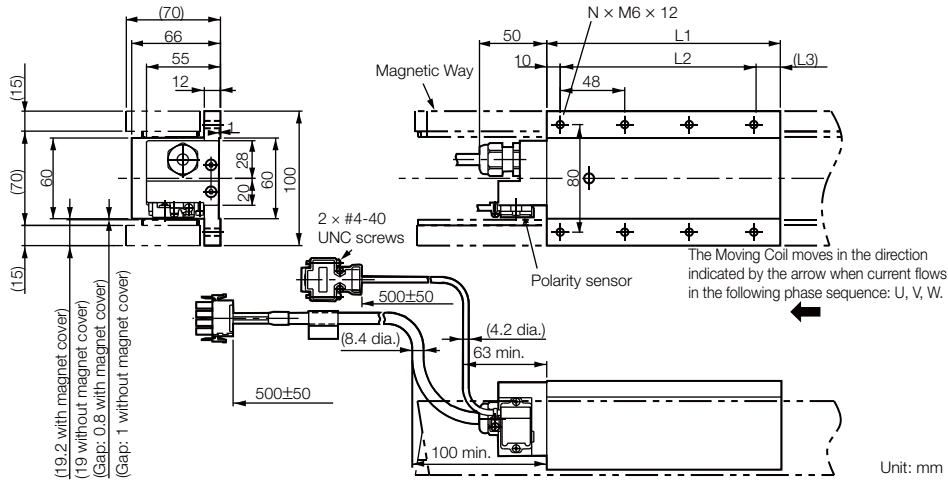 (70)
66
55
12
1
(15)
(70)
(15)
60
28
20
60
100
(19.2 with magnet cover)
(19 without magnet cover)
(Gap: 0.8 with magnet cover)
(Gap: 1 without magnet cover)
N × M6 × 12
50
L1
10
L2
(L3)
48
Magnetic Way
80
2 × #4-40
UNC screws
Polarity sensor
The Moving Coil moves in the direction
indicated by the arrow when current flows
in the following phase sequence: U, V, W.
500±50
(4.2 dia.)
(8.4 dia.)
63 min.
500±50
100 min.
Unit: mm